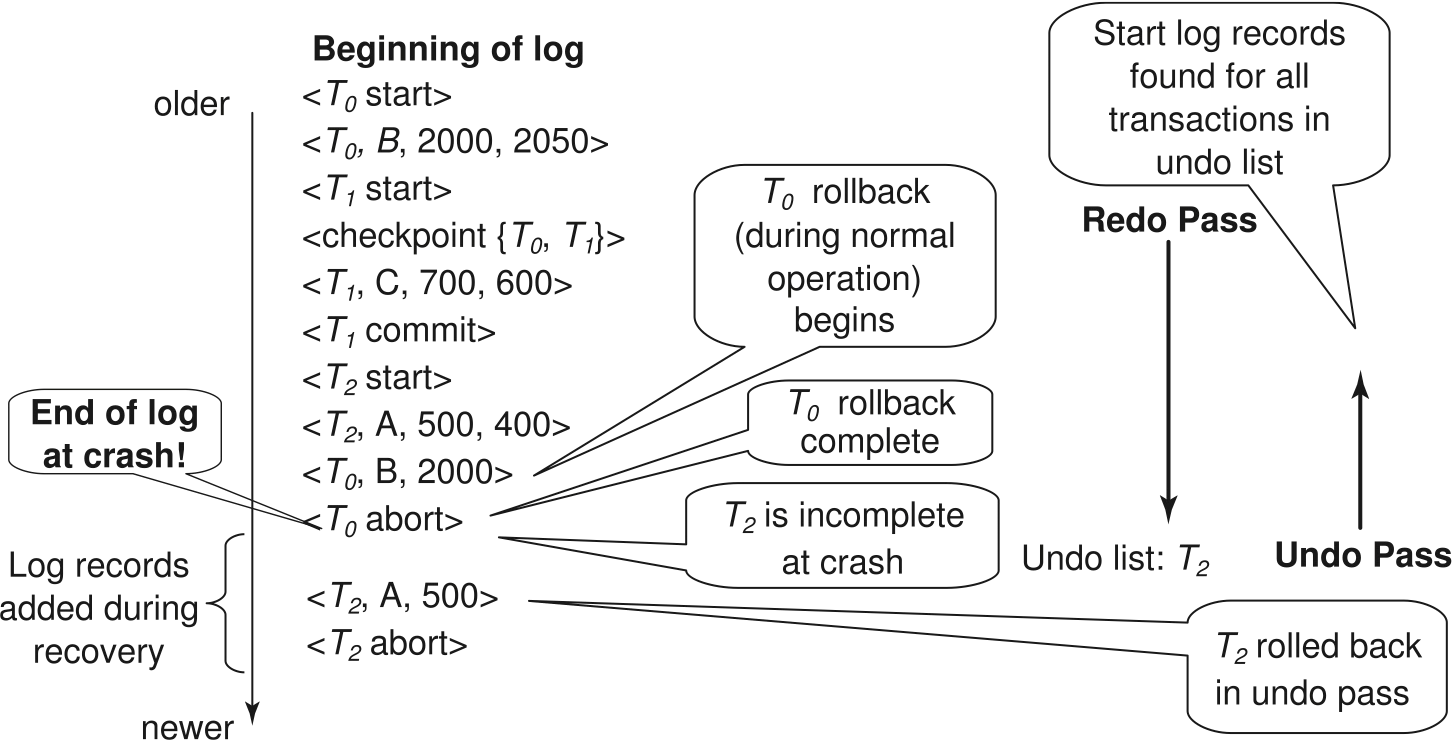 Beginning of log
older
<T0 start>
<T0, B, 2000, 2050>
<T1 start>
<checkpoint {T0, T1}>
<T1, C, 700, 600>
<T1 commit>
<T2 start>
<T2, A, 500, 400>
<T0, B, 2000>
<T0 abort>
<T2, A, 500>
<T2 abort>
newer
End of log
at crash!
Log records
added during
recovery
T0 rollback
(during normal
operation)
begins
T0 rollback
complete
T2 is incomplete
at crash
Start log records
found for all
transactions in
undo list
Redo Pass
Undo list: T2
Undo Pass
T2 rolled back
in undo pass